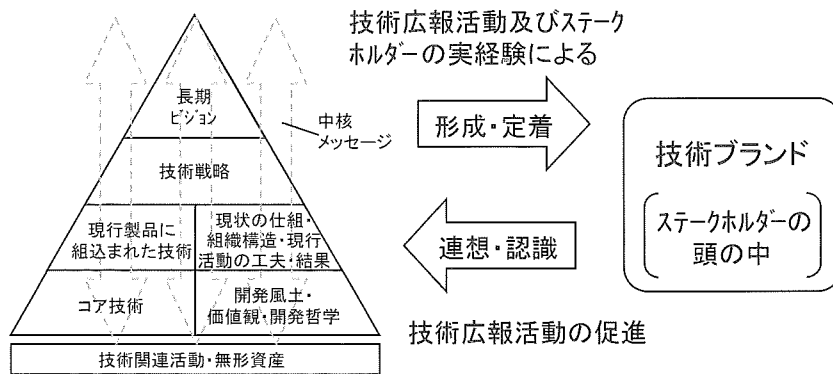 技術広報活動及びステーク
ホルダーの実経験による
長期
ビジョン
中核
メッセージ
形成・定着
技術戦略
技術ブランド
現行製品に
組込まれた技術
現状の仕組・
組織構造・現行
活動の工夫・結果
連想・認識
ステークホルダーの
頭の中
コア技術
開発風土・
価値観・開発哲学
技術広報活動の促進
技術関連活動・無形資産